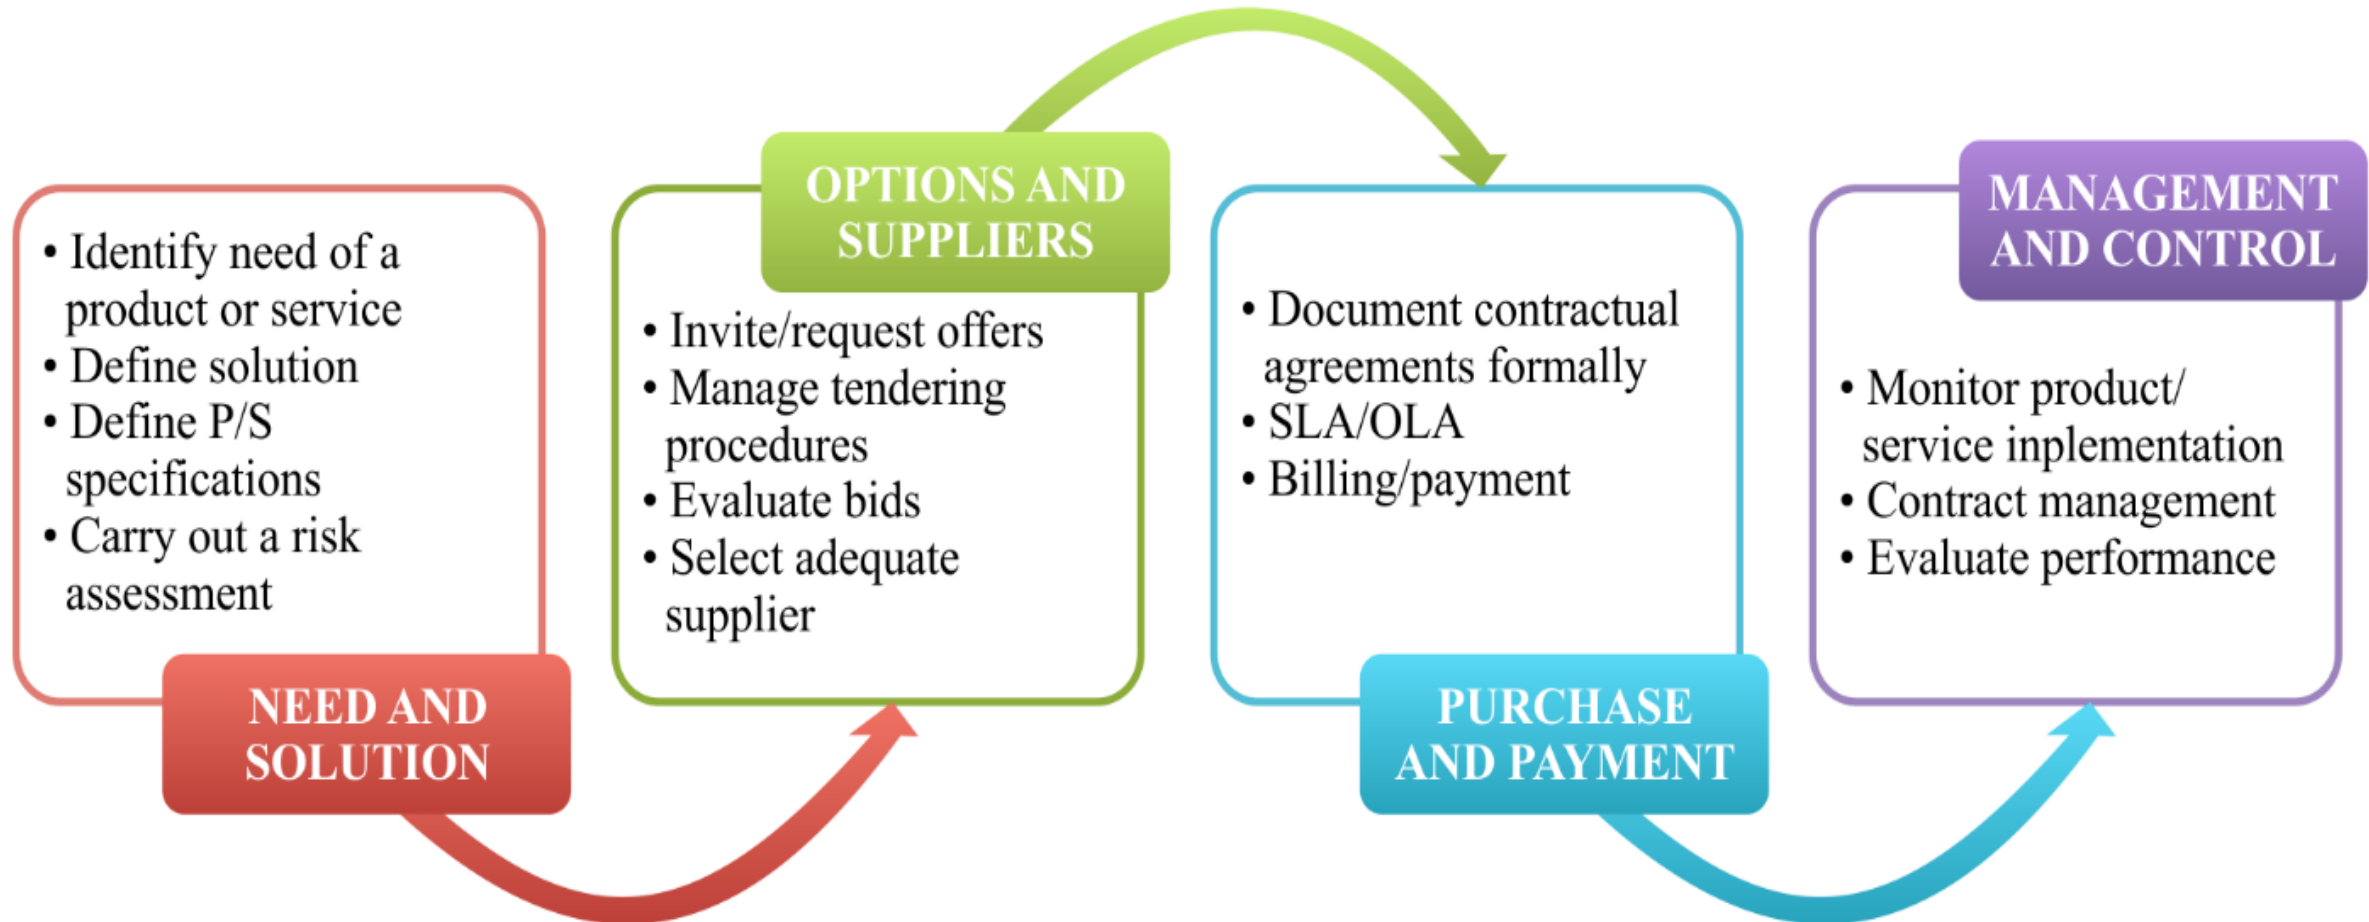 • Identify need of a
product or service
• Define solution
• Define P/S
specifications
• Carry out a risk
assessment
NEED AND
SOLUTION
OPTIONS AND
SUPPLIERS
• Invite/request offers
• Manage tendering
procedures
• Evaluate bids
• Select adequate
supplier
• Document contractual
agreements formally
• SLA/OLA
• Billing/payment
PURCHASE
AND PAYMENT
MANAGEMENT
AND CONTROL
• Monitor product/
service inplementation
• Contract management
• Evaluate performance